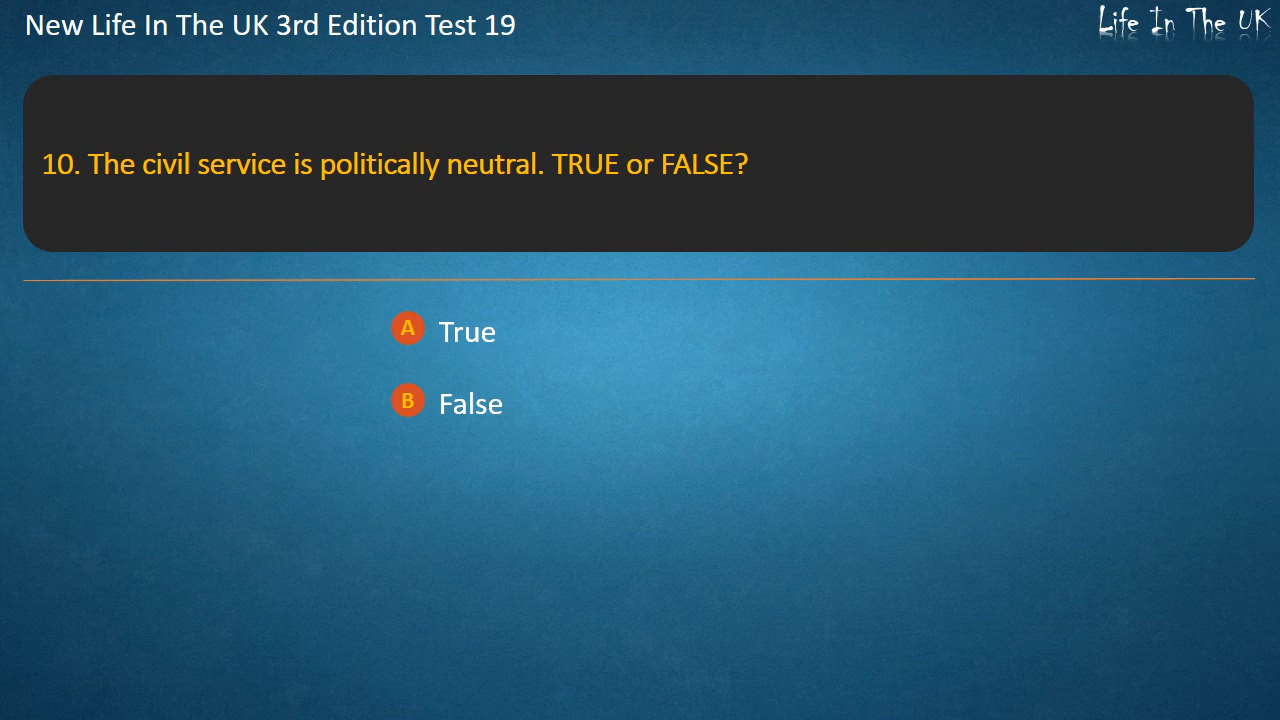 New Life In The UK 3rd Edition Test 19
Life In The UK
10. The civil service is politically neutral. TRUE or FALSE?
A True
B False